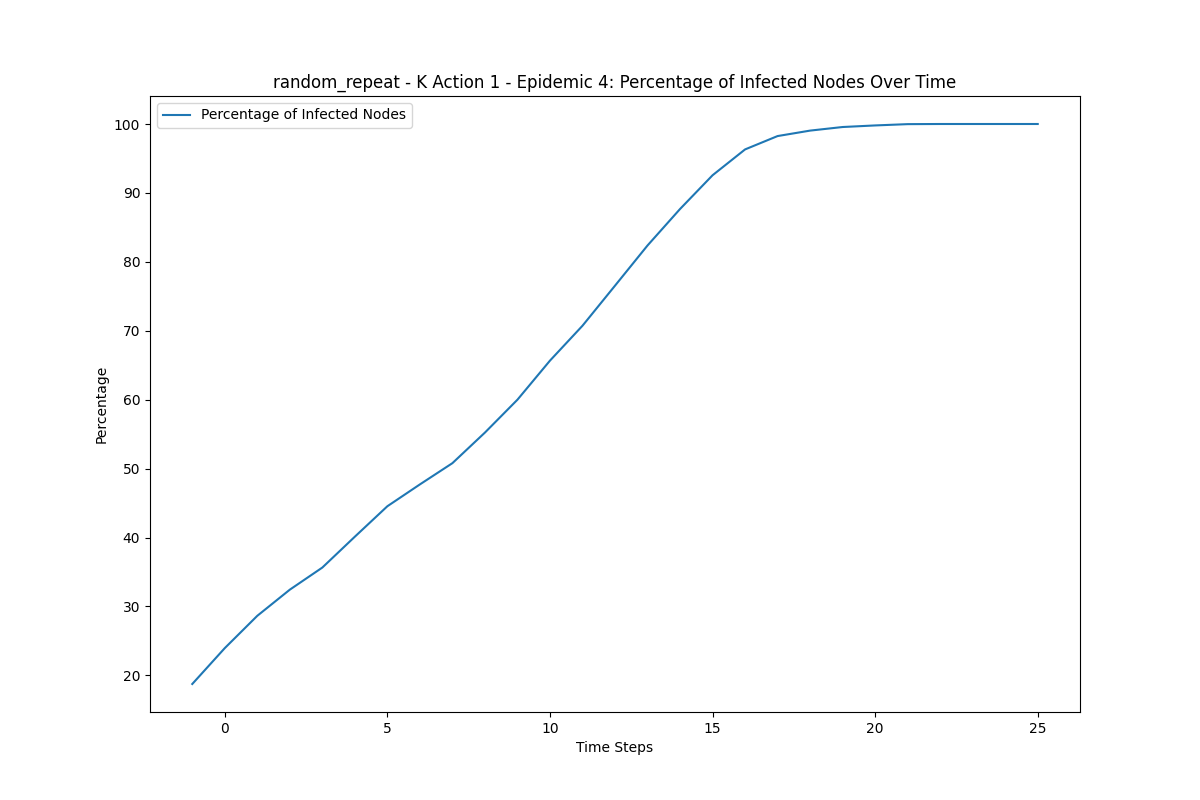 random_repeat - K Action 1 - Epidemic 4: Percentage of Infected Nodes Over Time
Percentage of Infected Nodes
100
90
80
70
60
50
40
30
20
Percentage
0 5 10 15 20 25
Time Steps